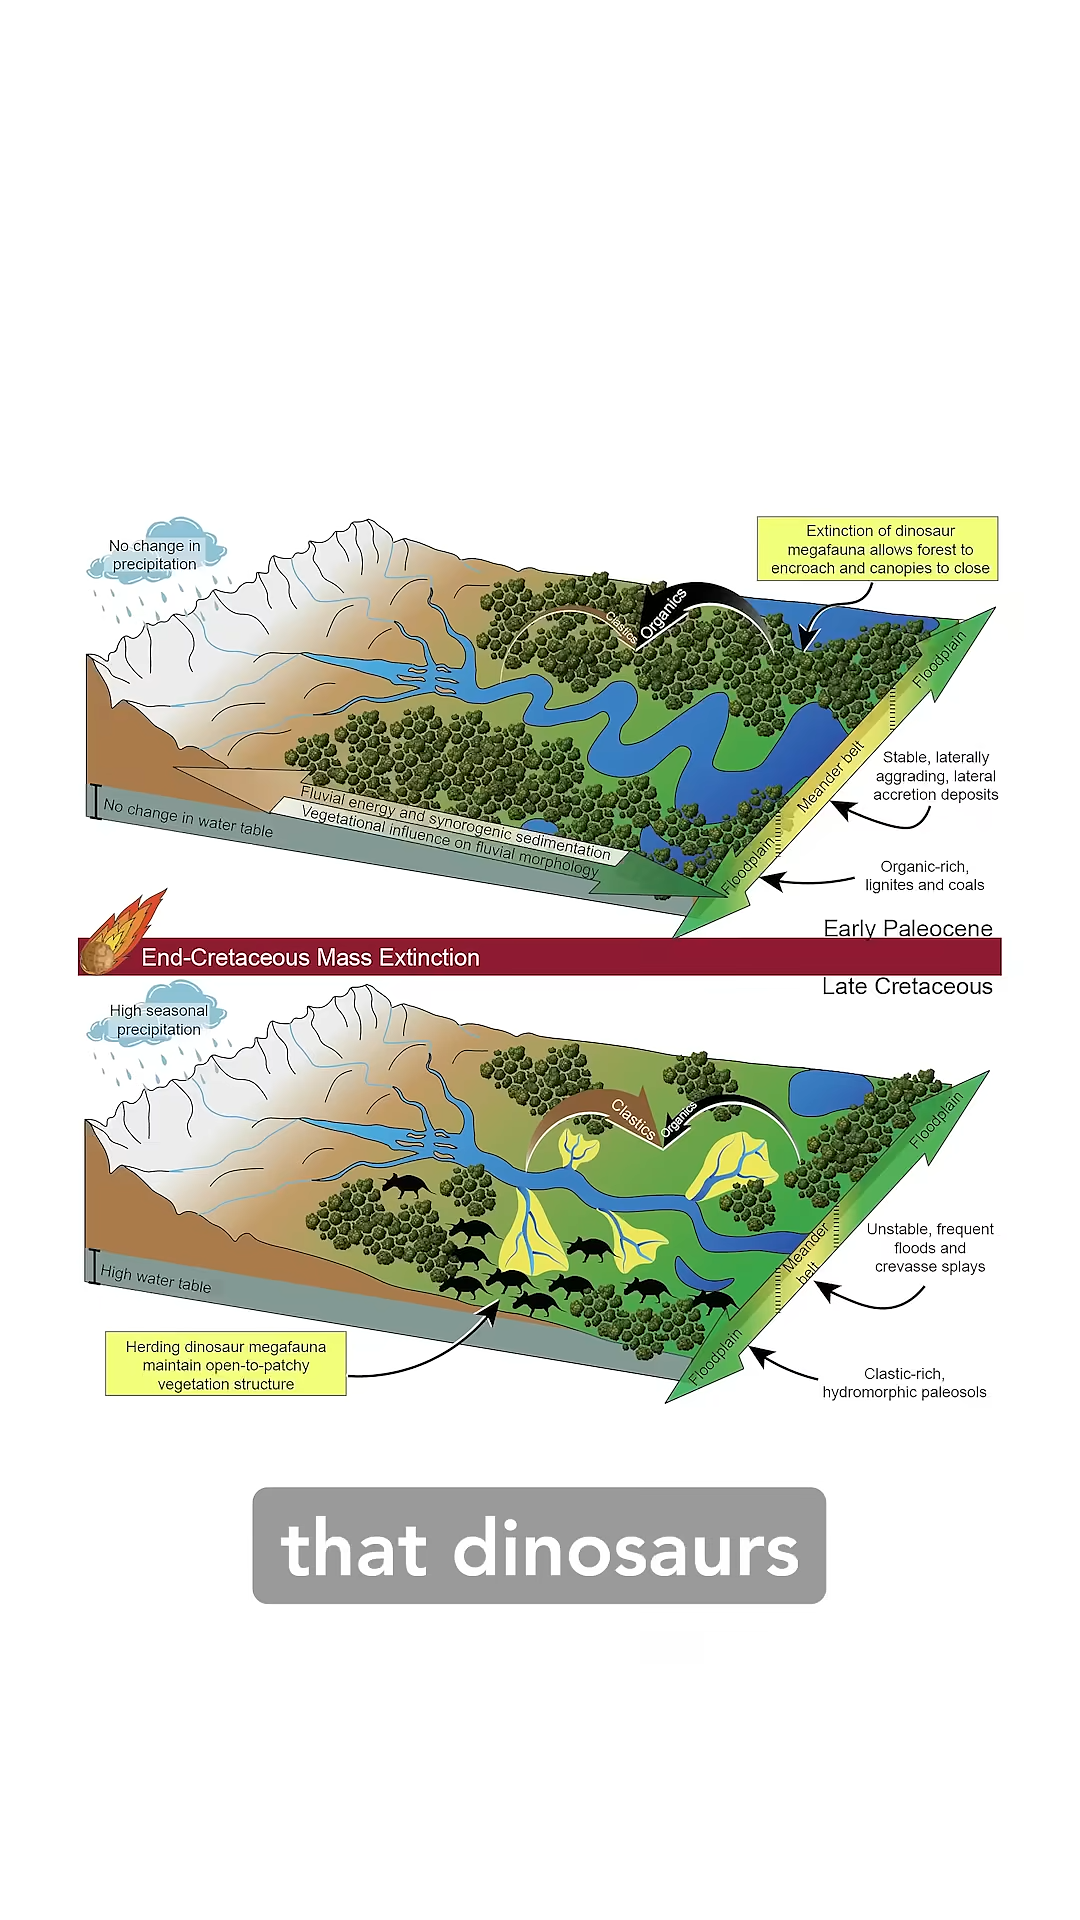 No change in
precipitation
Extinction of dinosaur
megafauna allows forest to
encroach and canopies to close
Clastics
Organics
Floodplain
Meander belt
Floodplain
Stable, laterally
aggrading, lateral
accretion deposits
Organic-rich,
lignites and coals
Fluvial energy and synorogenic sedimentation
Vegetational influence on fluvial morphology
No change in water table
Early Paleocene
End-Cretaceous Mass Extinction
Late Cretaceous
High seasonal
precipitation
Clastics
Organics
Floodplain
Meander
belt
Floodplain
Unstable, frequent
floods and
crevasse splays
Clastic-rich,
hydromorphic paleosols
High water table
Herding dinosaur megafauna
maintain open-to-patchy
vegetation structure
that dinosaurs